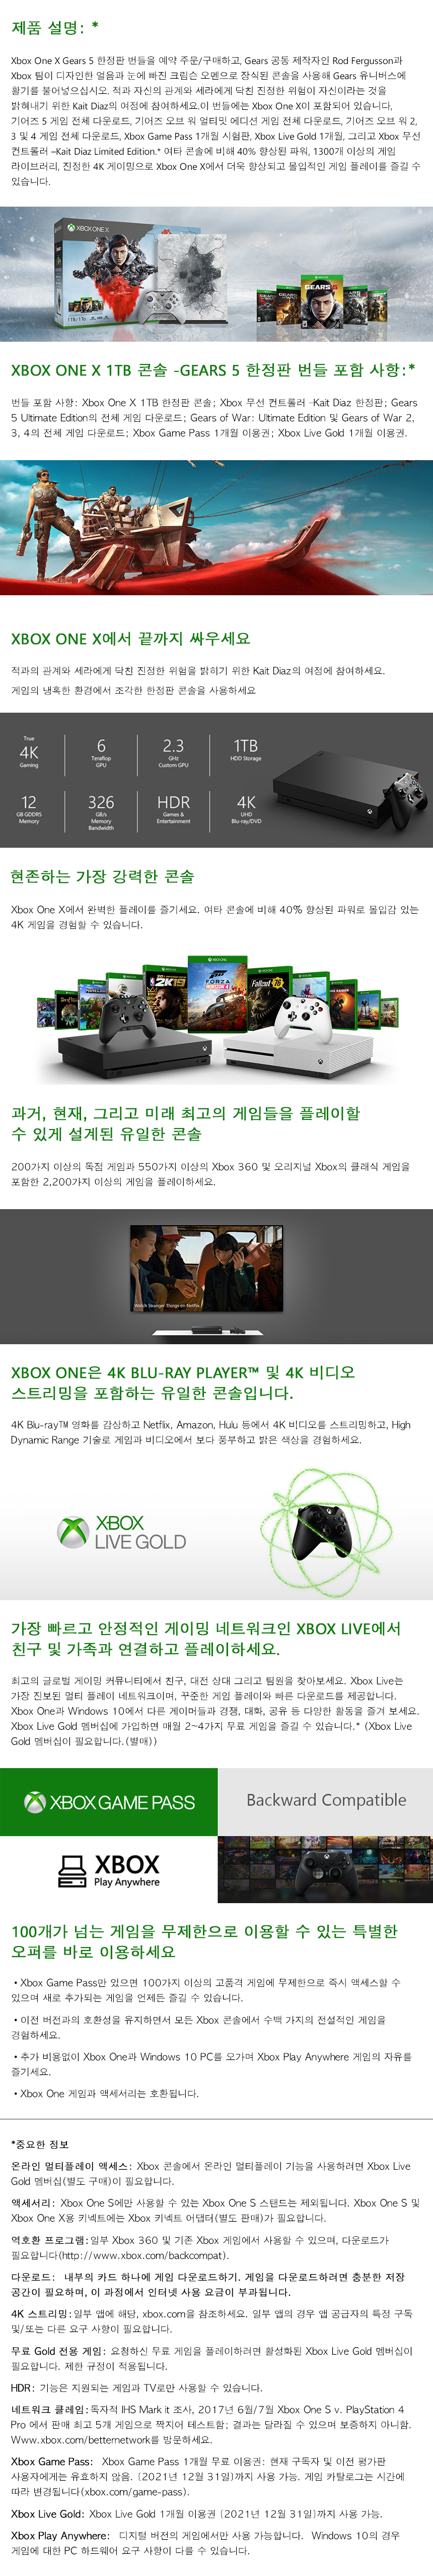 제품 설명: *
Xbox One X Gears 5 한정판 번들을 예약 주문/구매하고, Gears 공동 제작자인 Rod Fergusson과
Xbox 팀이 디자인한 얼음과 눈에 빠진 크림슨 오멘으로 장식된 콘솔을 사용해 Gears 유니버스에
활기를 불어넣으십시오. 적과 자신의 관계와 세라에게 닥친 진정한 위험이 자신이라는 것을
밝혀내기 위한 Kait Diaz의 여정에 참여하세요.이 번들에는 Xbox One X이 포함되어 있습니다,
기어즈 5 게임 전체 다운로드, 기어즈 오브 워 얼티밋 에디션 게임 전체 다운로드, 기어즈 오브 워 2,
3 및 4 게임 전체 다운로드, Xbox Game Pass 1개월 시험판, Xbox Live Gold 1개월, 그리고 Xbox 무선
컨트롤러 –Kait Diaz Limited Edition.* 여타 콘솔에 비해 40% 향상된 파워, 1300개 이상의 게임
라이브러리, 진정한 4K 게이밍으로 Xbox One X에서 더욱 향상되고 몰입적인 게임 플레이를 즐길 수
있습니다.
XBOX ONE X
GEARS 5
1TB / 1To
XBOX ONE X 1TB 콘솔 -GEARS 5 한정판 번들 포함 사항:*
번들 포함 사항: Xbox One X 1TB 한정판 콘솔; Xbox 무선 컨트롤러 –Kait Diaz 한정판; Gears
5 Ultimate Edition의 전체 게임 다운로드; Gears of War: Ultimate Edition 및 Gears of War 2,
3, 4의 전체 게임 다운로드; Xbox Game Pass 1개월 이용권; Xbox Live Gold 1개월 이용권.
XBOX ONE X에서 끝까지 싸우세요
적과의 관계와 세라에게 닥친 진정한 위험을 밝히기 위한 Kait Diaz의 여정에 참여하세요.
게임의 냉혹한 환경에서 조각한 한정판 콘솔을 사용하세요
True
4K
Gaming
6
Teraflop
GPU
2.3
GHz
Custom GPU
1TB
HDD Storage
12
GB GDDR5
Memory
326
GB/s
Memory
Bandwidth
HDR
Games &
Entertainment
4K
UHD
Blu-ray/DVD
현존하는 가장 강력한 콘솔
Xbox One X에서 완벽한 플레이를 즐기세요. 여타 콘솔에 비해 40% 향상된 파워로 몰입감 있는
4K 게임을 경험할 수 있습니다.
2K19
FORZA
HORIZON 4
Fallout 76
과거, 현재, 그리고 미래 최고의 게임들을 플레이할
수 있게 설계된 유일한 콘솔
200가지 이상의 독점 게임과 550가지 이상의 Xbox 360 및 오리지널 Xbox의 클래식 게임을
포함한 2,200가지 이상의 게임을 플레이하세요.
Watch Stranger Things on Netflix
XBOX ONE은 4K BLU-RAY PLAYER™ 및 4K 비디오
스트리밍을 포함하는 유일한 콘솔입니다.
4K Blu-ray™ 영화를 감상하고 Netflix, Amazon, Hulu 등에서 4K 비디오를 스트리밍하고, High
Dynamic Range 기술로 게임과 비디오에서 보다 풍부하고 밝은 색상을 경험하세요.
XBOX
LIVE GOLD
가장 빠르고 안정적인 게이밍 네트워크인 XBOX LIVE에서
친구 및 가족과 연결하고 플레이하세요.
최고의 글로벌 게이밍 커뮤니티에서 친구, 대전 상대 그리고 팀원을 찾아보세요. Xbox Live는
가장 진보된 멀티 플레이 네트워크이며, 꾸준한 게임 플레이와 빠른 다운로드를 제공합니다.
Xbox One과 Windows 10에서 다른 게이머들과 경쟁, 대화, 공유 등 다양한 활동을 즐겨 보세요.
Xbox Live Gold 멤버십에 가입하면 매월 2~4가지 무료 게임을 즐길 수 있습니다.* (Xbox Live
Gold 멤버십이 필요합니다.(별매))
XBOX GAME PASS
Backward Compatible
XBOX
Play Anywhere
100개가 넘는 게임을 무제한으로 이용할 수 있는 특별한
오퍼를 바로 이용하세요
• Xbox Game Pass만 있으면 100가지 이상의 고품격 게임에 무제한으로 즉시 액세스할 수
있으며 새로 추가되는 게임을 언제든 즐길 수 있습니다.
• 이전 버전과의 호환성을 유지하면서 모든 Xbox 콘솔에서 수백 가지의 전설적인 게임을
경험하세요.
• 추가 비용없이 Xbox One과 Windows 10 PC를 오가며 Xbox Play Anywhere 게임의 자유를
즐기세요.
• Xbox One 게임과 액세서리는 호환됩니다.
*중요한 정보
온라인 멀티플레이 액세스: Xbox 콘솔에서 온라인 멀티플레이 기능을 사용하려면 Xbox Live
Gold 멤버십(별도 구매)이 필요합니다.
액세서리: Xbox One S에만 사용할 수 있는 Xbox One S 스탠드는 제외됩니다. Xbox One S 및
Xbox One X용 키넥트에는 Xbox 키넥트 어댑터(별도 판매)가 필요합니다.
역호환 프로그램:일부 Xbox 360 및 기존 Xbox 게임에서 사용할 수 있으며, 다운로드가
필요합니다(http://www.xbox.com/backcompat).
다운로드: 내부의 카드 하나에 게임 다운로드하기. 게임을 다운로드하려면 충분한 저장
공간이 필요하며, 이 과정에서 인터넷 사용 요금이 부과됩니다.
4K 스트리밍:일부 앱에 해당, xbox.com을 참조하세요. 일부 앱의 경우 앱 공급자의 특정 구독
및/또는 다른 요구 사항이 필요합니다.
무료 Gold 전용 게임: 요청하신 무료 게임을 플레이하려면 활성화된 Xbox Live Gold 멤버십이
필요합니다. 제한 규정이 적용됩니다.
HDR: 기능은 지원되는 게임과 TV로만 사용할 수 있습니다.
네트워크 클레임:독자적 IHS Mark it 조사, 2017년 6월/7월 Xbox One S v. PlayStation 4
Pro 에서 판매 최고 5개 게임으로 짝지어 테스트함; 결과는 달라질 수 있으며 보증하지 아니함.
Www.xbox.com/betternetwork를 방문하세요.
Xbox Game Pass: Xbox Game Pass 1개월 무료 이용권: 현재 구독자 및 이전 평가판
사용자에게는 유효하지 않음. [2021년 12월 31일]까지 사용 가능. 게임 카탈로그는 시간에
따라 변경됩니다(xbox.com/game-pass).
Xbox Live Gold: Xbox Live Gold 1개월 이용권 [2021년 12월 31일]까지 사용 가능.
Xbox Play Anywhere: 디지털 버전의 게임에서만 사용 가능합니다. Windows 10의 경우
게임에 대한 PC 하드웨어 요구 사항이 다를 수 있습니다.